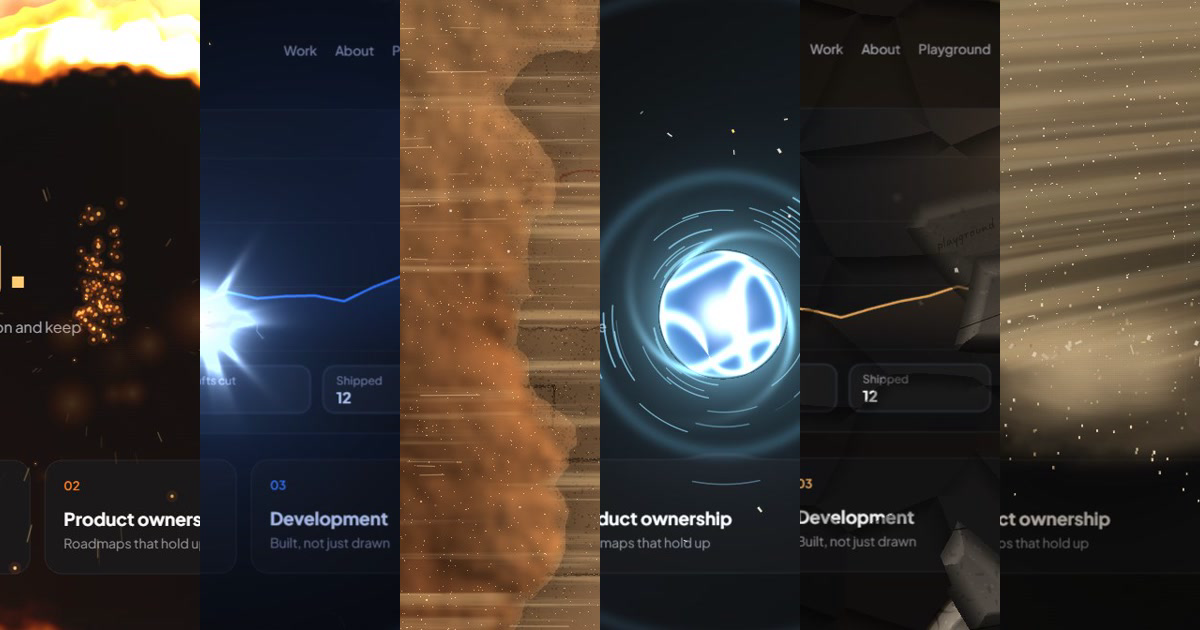 on and keep
02
Product owners
Roadmaps that hold u
Work About P
afts cut
Shipped
12
03
Development
Built, not just drawn
duct ownership
maps that hold up
Work About Playground
playground
Shipped
12
03
Development
Built, not just drawn
ct ownership
ps that hold up